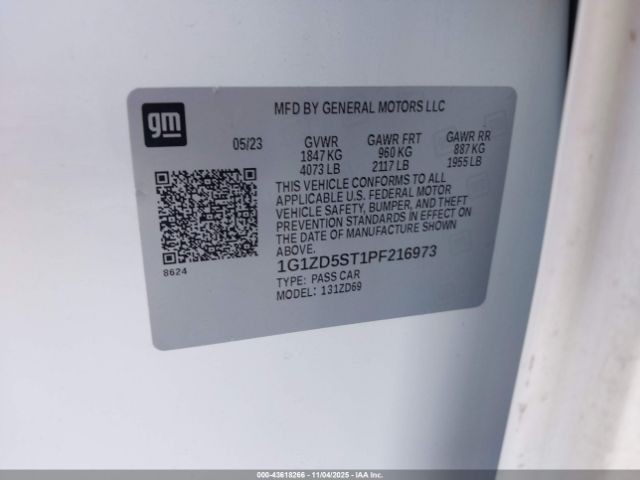 gm
MFD BY GENERAL MOTORS LLC
05/23 GVWR GAWR FRT GAWR RR
1847 KG 960 KG 887 KG
4073 LB 2117 LB 1955 LB
THIS VEHICLE CONFORMS TO ALL
APPLICABLE U.S. FEDERAL MOTOR
VEHICLE SAFETY, BUMPER, AND THEFT
PREVENTION STANDARDS IN EFFECT ON
THE DATE OF MANUFACTURE SHOWN
ABOVE.
8624
1G1ZD5ST1PF216973
TYPE: PASS CAR
MODEL: 131ZD69
000-43618266 - 11/04/2025 - IAAI.CA